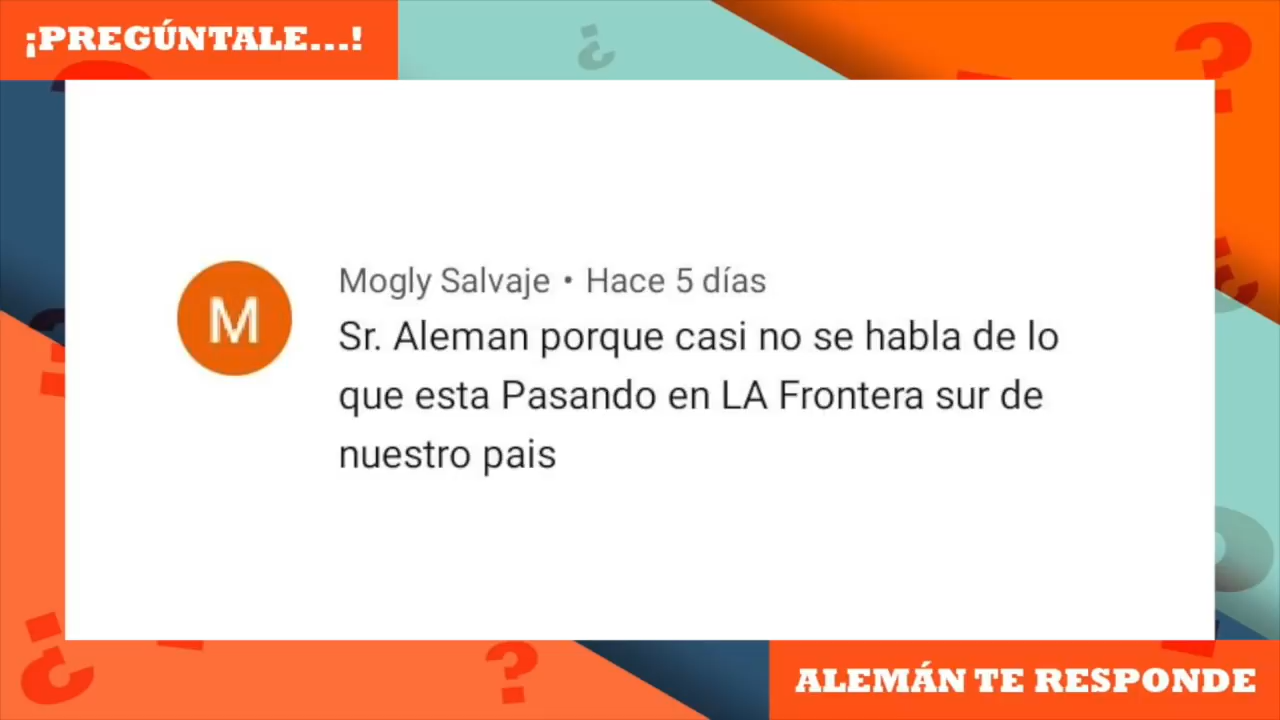 ¡PREGÚNTALE...!
M
Mogly Salvaje • Hace 5 días
Sr. Aleman porque casi no se habla de lo
que esta Pasando en LA Frontera sur de
nuestro pais
ALEMÁN TE RESPONDE